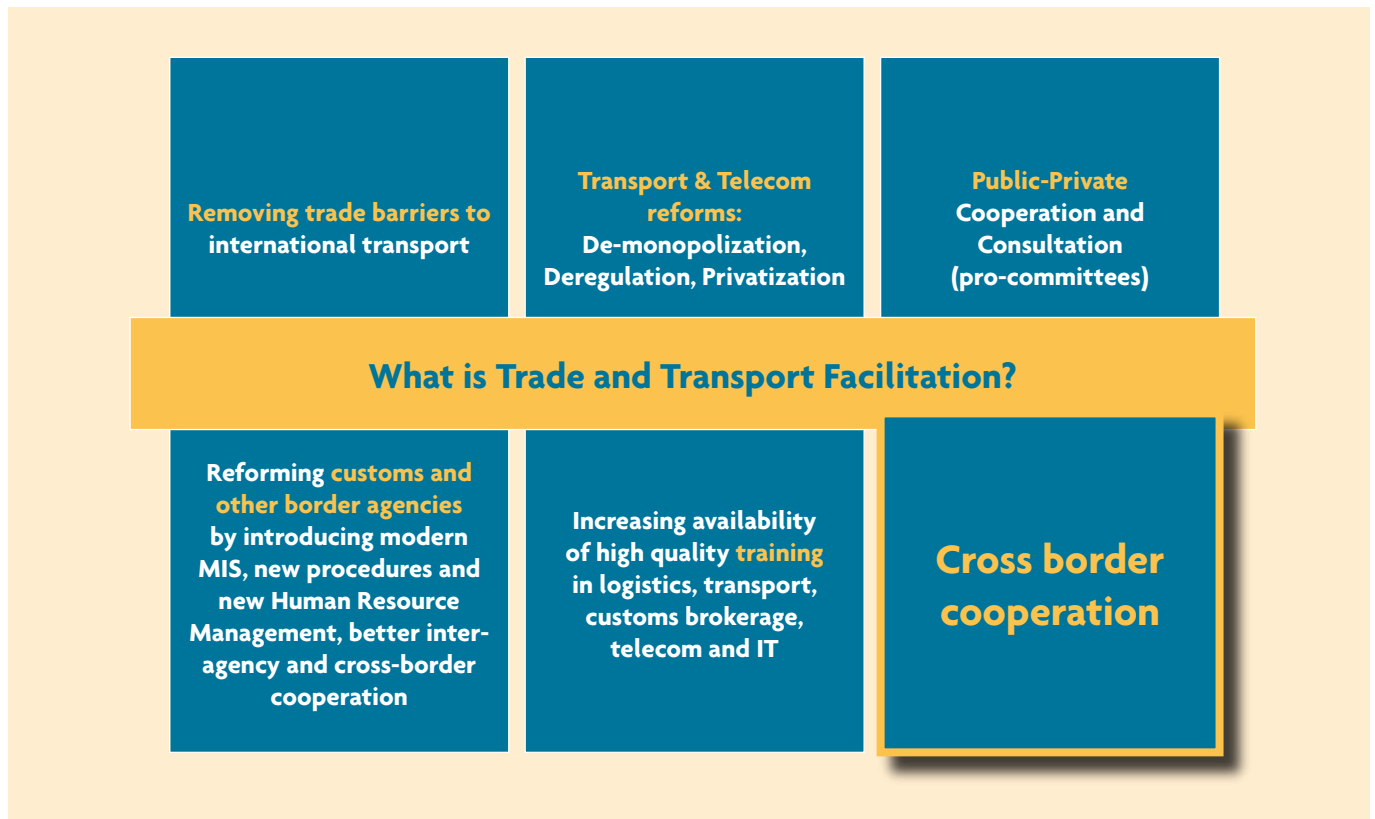 Removing trade barriers to
international transport
Transport & Telecom
reforms:
De-monopolization,
Deregulation, Privatization
Public-Private
Cooperation and
Consultation
(pro-committees)
What is Trade and Transport Facilitation?
Reforming customs and
other border agencies
by introducing modern
MIS, new procedures and
new Human Resource
Management, better inter-
agency and cross-border
cooperation
Increasing availability
of high quality training
in logistics, transport,
customs brokerage,
telecom and IT
Cross border
cooperation